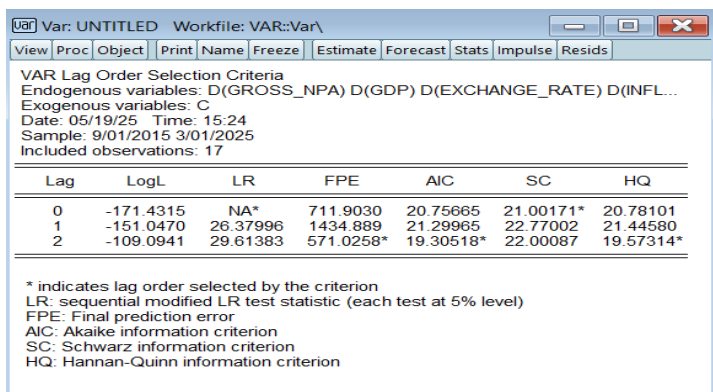 Var Var: UNTITLED Workfile: VAR::Var\
View Proc Object Print Name Freeze Estimate Forecast Stats Impulse Resids
VAR Lag Order Selection Criteria
Endogenous variables: D(GROSS_NPA) D(GDP) D(EXCHANGE_RATE) D(INFL...
Exogenous variables: C
Date: 05/19/25 Time: 15:24
Sample: 9/01/2015 3/01/2025
Included observations: 17
Lag LogL LR FPE AIC SC HQ
0 -171.4315 NA* 711.9030 20.75665 21.00171* 20.78101
1 -151.0470 26.37996 1434.889 21.29965 22.77002 21.44580
2 -109.0941 29.61383 571.0258* 19.30518* 22.00087 19.57314*
* indicates lag order selected by the criterion
LR: sequential modified LR test statistic (each test at 5% level)
FPE: Final prediction error
AIC: Akaike information criterion
SC: Schwarz information criterion
HQ: Hannan-Quinn information criterion